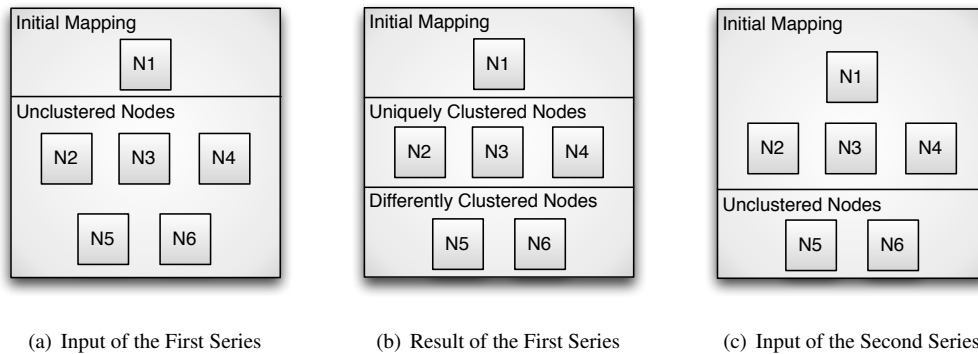 Initial Mapping
N1
Unclustered Nodes
N2 N3 N4
N5 N6
(a) Input of the First Series
Initial Mapping
N1
Uniquely Clustered Nodes
N2 N3 N4
Differently Clustered Nodes
N5 N6
(b) Result of the First Series
Initial Mapping
N1
N2 N3 N4
Unclustered Nodes
N5 N6
(c) Input of the Second Series